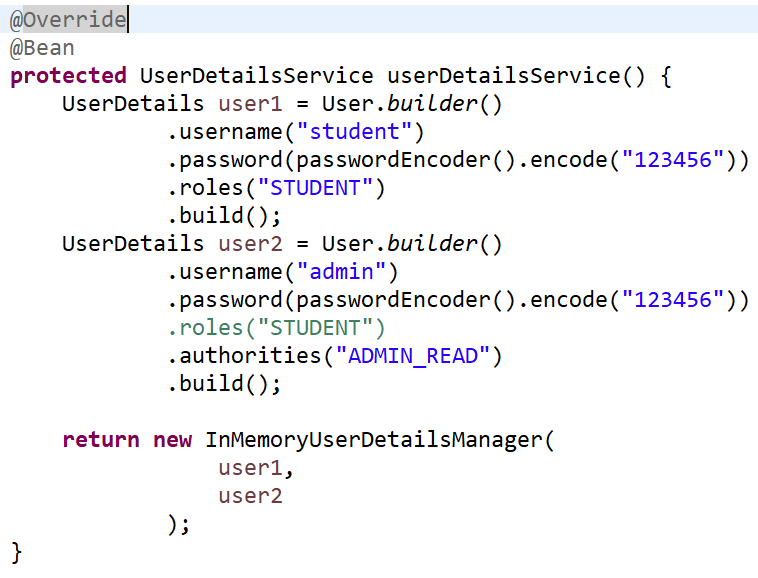 @Override
@Bean
protected UserDetailsService userDetailsService() {
    UserDetails user1 = User.builder()
            .username("student")
            .password(passwordEncoder().encode("123456"))
            .roles("STUDENT")
            .build();
    UserDetails user2 = User.builder()
            .username("admin")
            .password(passwordEncoder().encode("123456"))
            .roles("STUDENT")
            .authorities("ADMIN_READ")
            .build();

    return new InMemoryUserDetailsManager(
                user1,
                user2
            );
}